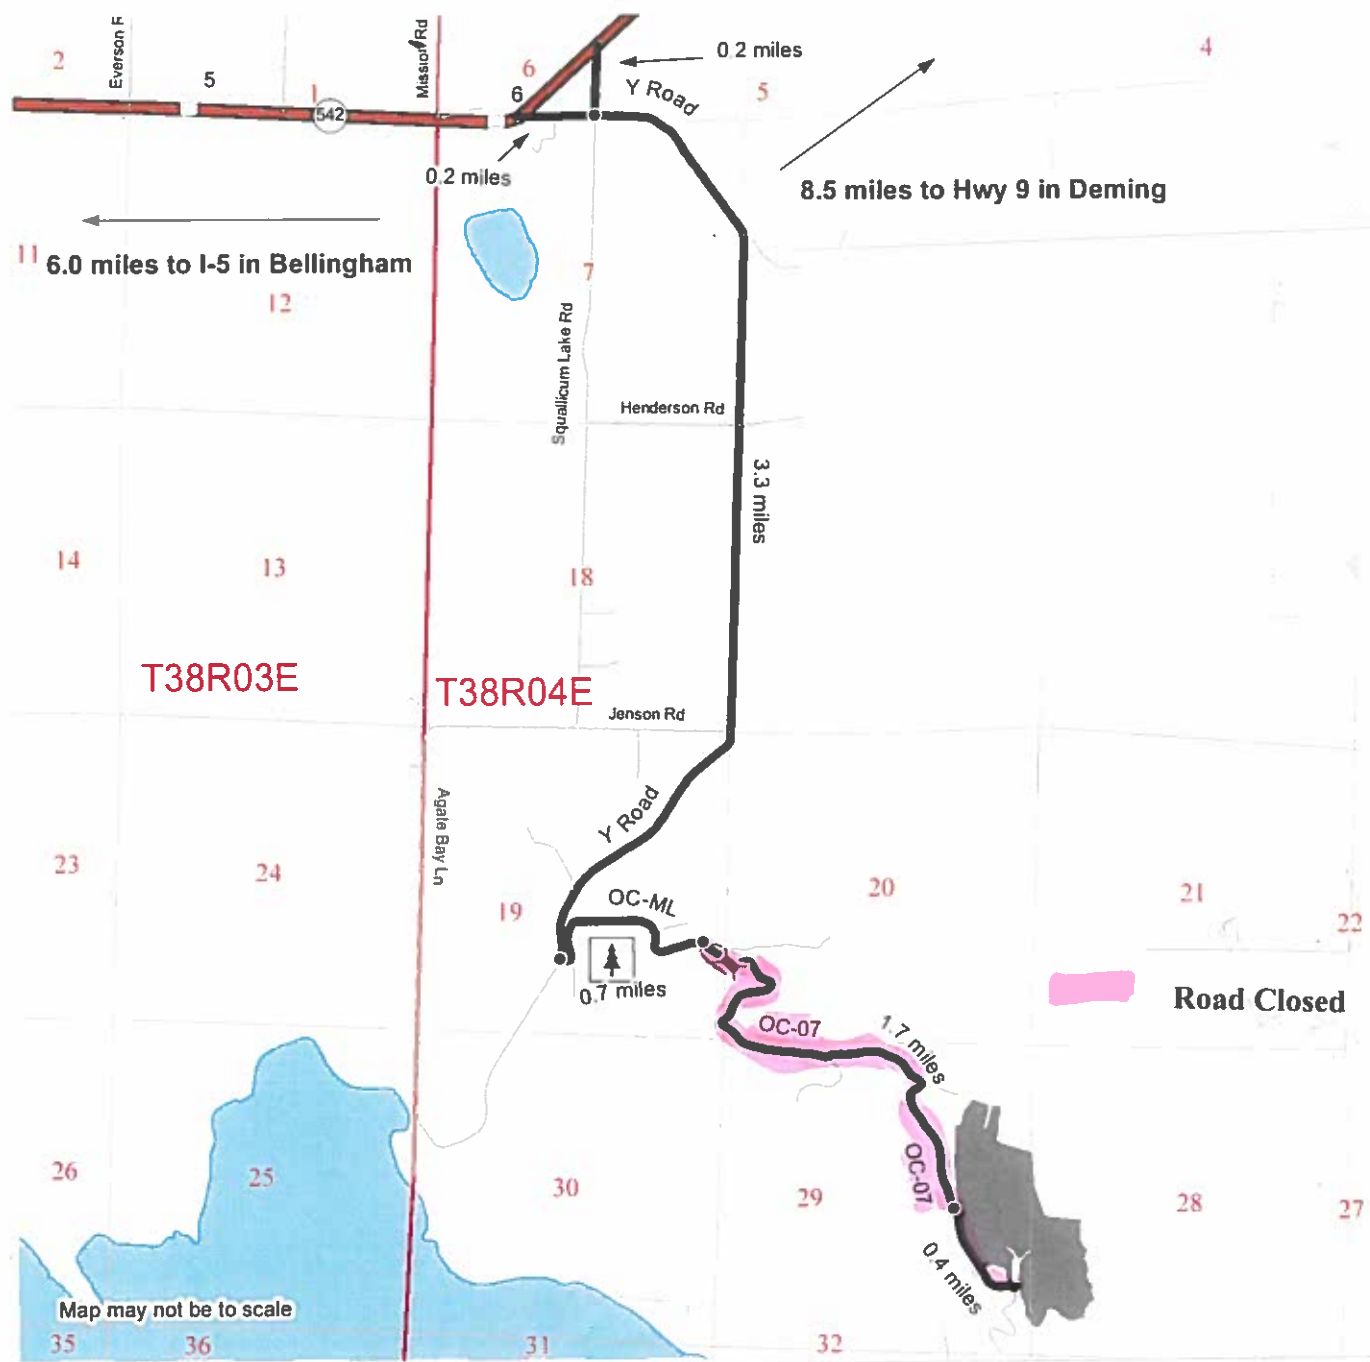 Everson R
Mission Rd
2
5
1
542
6
6
0.2 miles
Y Road
5
4
0.2 miles
8.5 miles to Hwy 9 in Deming
11
6.0 miles to I-5 in Bellingham
12
7
Squallicum Lake Rd
Henderson Rd
3.3 miles
14
13
18
T38R03E
T38R04E
Jenson Rd
Agate Bay Ln
Y Road
23
24
19
OC-ML
20
21
22
0.7 miles
Road Closed
OC-07
1.7 miles
26
25
30
OC-07
29
28
27
0.4 miles
Map may not be to scale
35
36
31
32